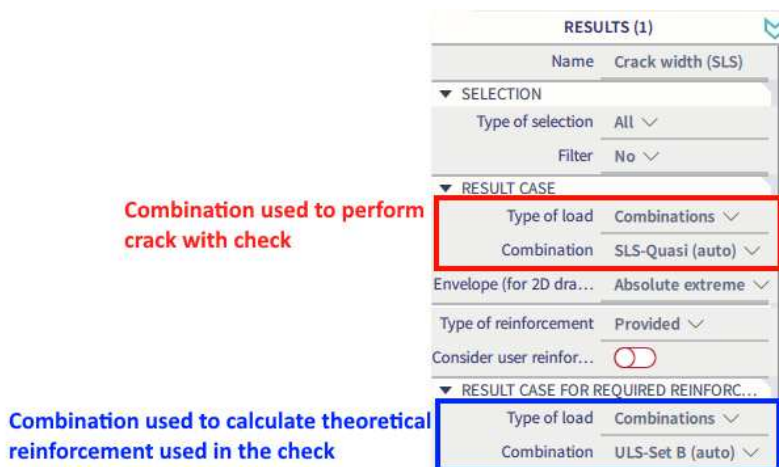 RESULTS (1)
Name Crack width (SLS)
SELECTION
Type of selection All
Filter No
RESULT CASE
Combination used to perform
crack with check
Type of load Combinations
Combination SLS-Quasi (auto)
Envelope (for 2D dra... Absolute extreme
Type of reinforcement Provided
Consider user reinfor...
RESULT CASE FOR REQUIRED REINFORC...
Combination used to calculate theoretical
reinforcement used in the check
Type of load Combinations
Combination ULS-Set B (auto)